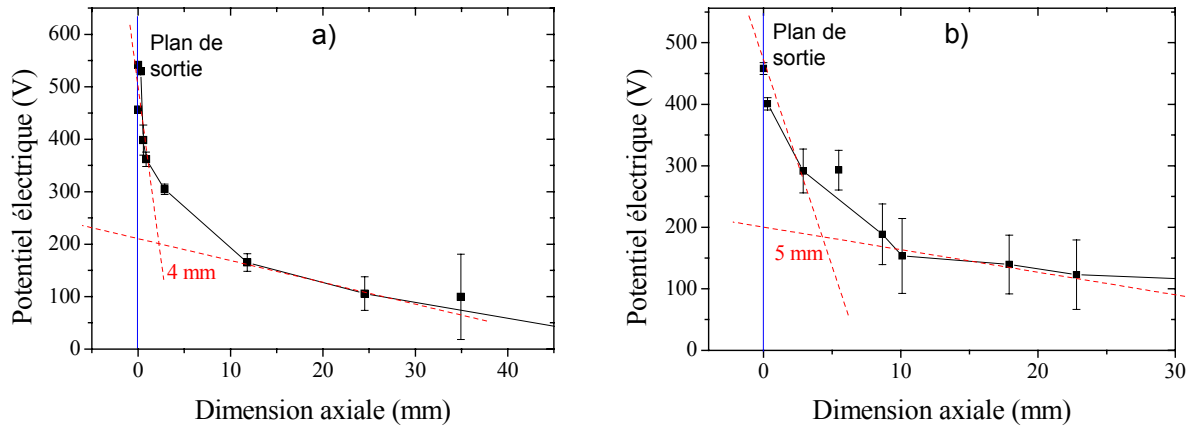 a)
Plan de
sortie
Potentiel électrique (V)
600
500
400
300
200
100
0
4 mm
0
10
20
30
40
Dimension axiale (mm)
b)
Plan de
sortie
Potentiel électrique (V)
500
400
300
200
100
0
5 mm
0
10
20
30
Dimension axiale (mm)